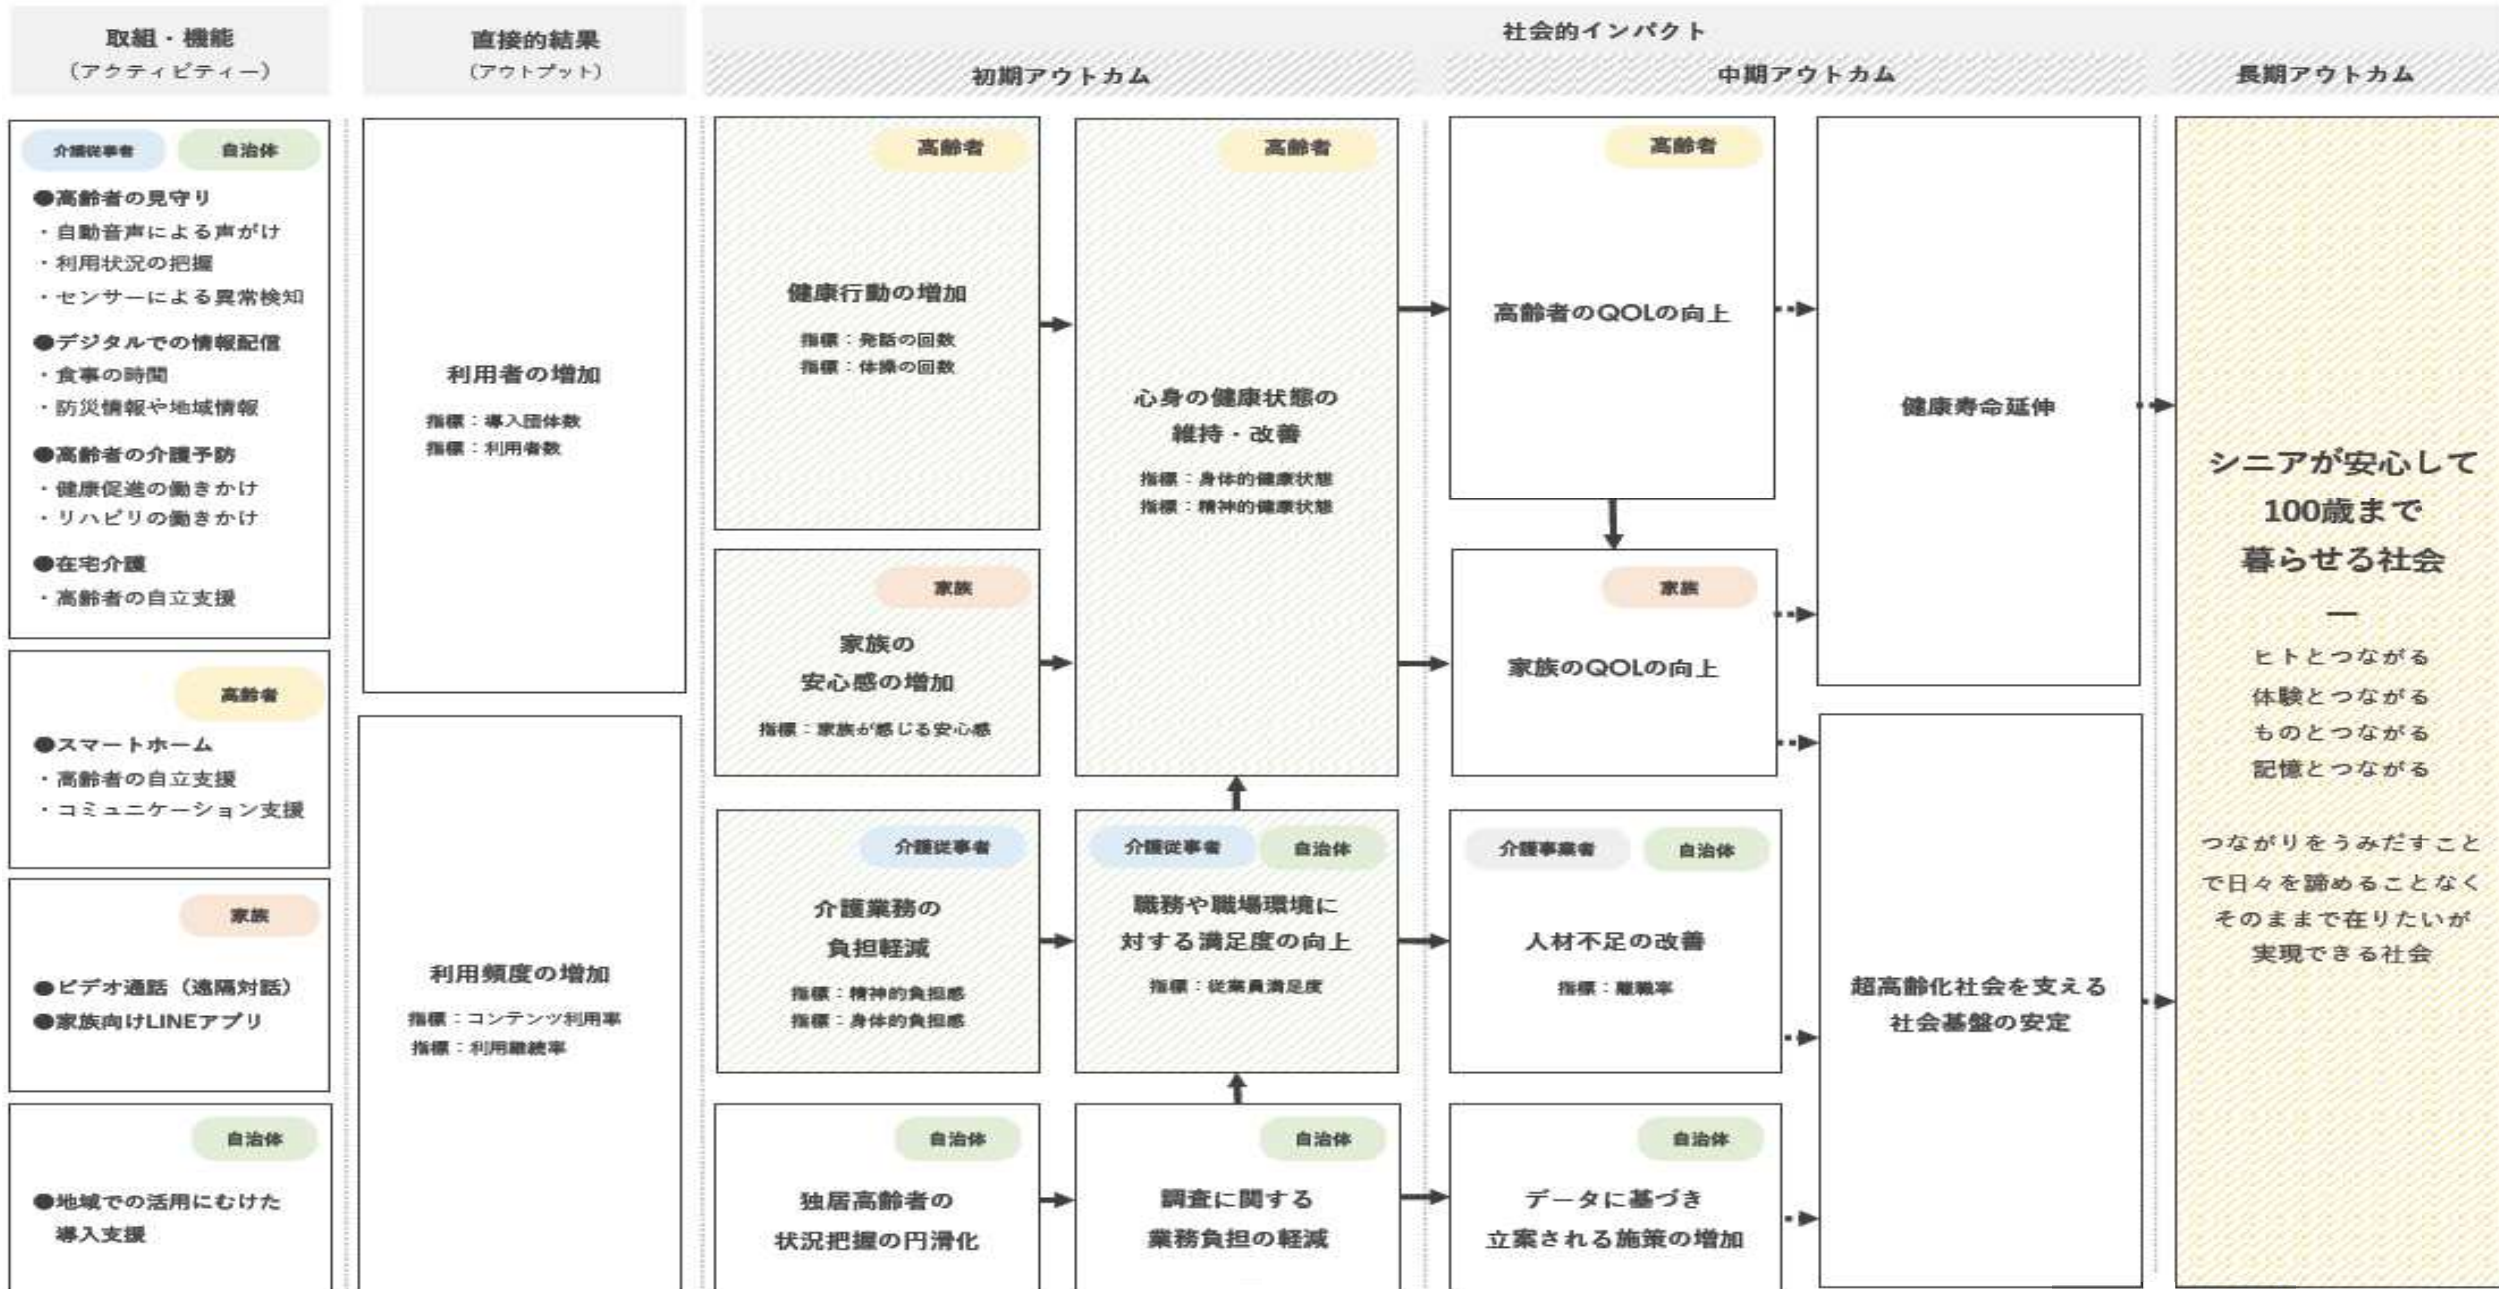 取組・機能
（アクティビティー）
直接的結果
（アウトプット）
社会的インパクト
初期アウトカム
中期アウトカム
長期アウトカム
介護従事者
自治体
●高齢者の見守り
・自動音声による声がけ
・利用状況の把握
・センサーによる異常検知
●デジタルでの情報配信
・食事の時間
・防災情報や地域情報
●高齢者の介護予防
・健康促進の働きかけ
・リハビリの働きかけ
●在宅介護
・高齢者の自立支援
高齢者
●スマートホーム
・高齢者の自立支援
・コミュニケーション支援
家族
●ビデオ通話（遠隔対話）
●家族向けLINEアプリ
自治体
●地域での活用にむけた
導入支援
利用者の増加
指標：導入団体数
指標：利用者数
利用頻度の増加
指標：コンテンツ利用率
指標：利用継続率
高齢者
健康行動の増加
指標：発話の回数
指標：体操の回数
家族
家族の
安心感の増加
指標：家族が感じる安心感
介護従事者
介護業務の
負担軽減
指標：精神的負担感
指標：身体的負担感
自治体
独居高齢者の
状況把握の円滑化
高齢者
心身の健康状態の
維持・改善
指標：身体的健康状態
指標：精神的健康状態
介護従事者
自治体
職務や職場環境に
対する満足度の向上
指標：従業員満足度
自治体
調査に関する
業務負担の軽減
高齢者
高齢者のQOLの向上
家族
家族のQOLの向上
介護事業者
自治体
人材不足の改善
指標：離職率
自治体
データに基づき
立案される施策の増加
健康寿命延伸
超高齢化社会を支える
社会基盤の安定
シニアが安心して
100歳まで
暮らせる社会
―
ヒトとつながる
体験とつながる
ものとつながる
記憶とつながる
つながりをうみだすこと
で日々を諦めることなく
そのままで在りたいが
実現できる社会